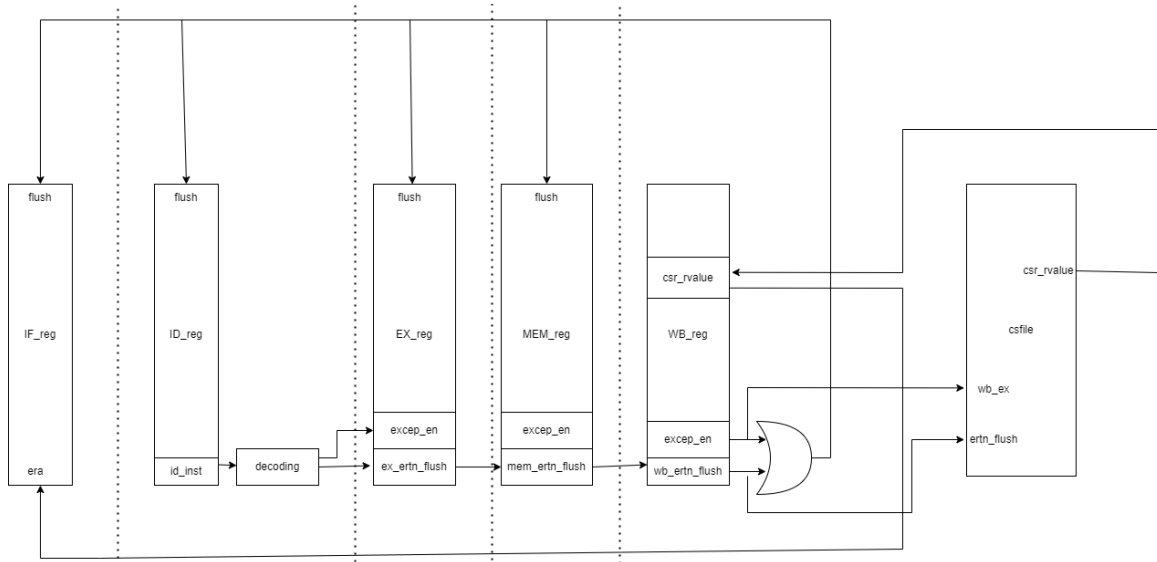 flush
flush
flush
flush
csr_rvalue
csr_rvalue
IF_reg
ID_reg
EX_reg
MEM_reg
WB_reg
csfile
wb_ex
excep_en
excep_en
excep_en
ertn_flush
era
id_inst
decoding
ex_ertn_flush
mem_ertn_flush
wb_ertn_flush